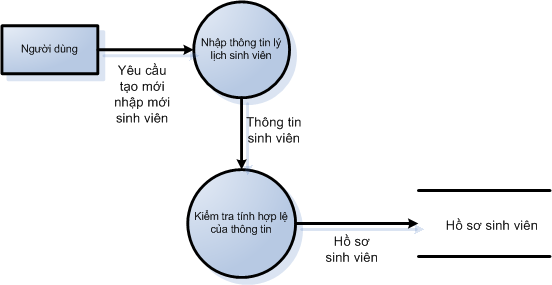 Người dùng
Yêu cầu
tạo mới
nhập mới
sinh viên
Nhập thông tin lý
lịch sinh viên
Thông tin
sinh viên
Kiểm tra tính hợp lệ
của thông tin
Hồ sơ
sinh viên
Hồ sơ sinh viên